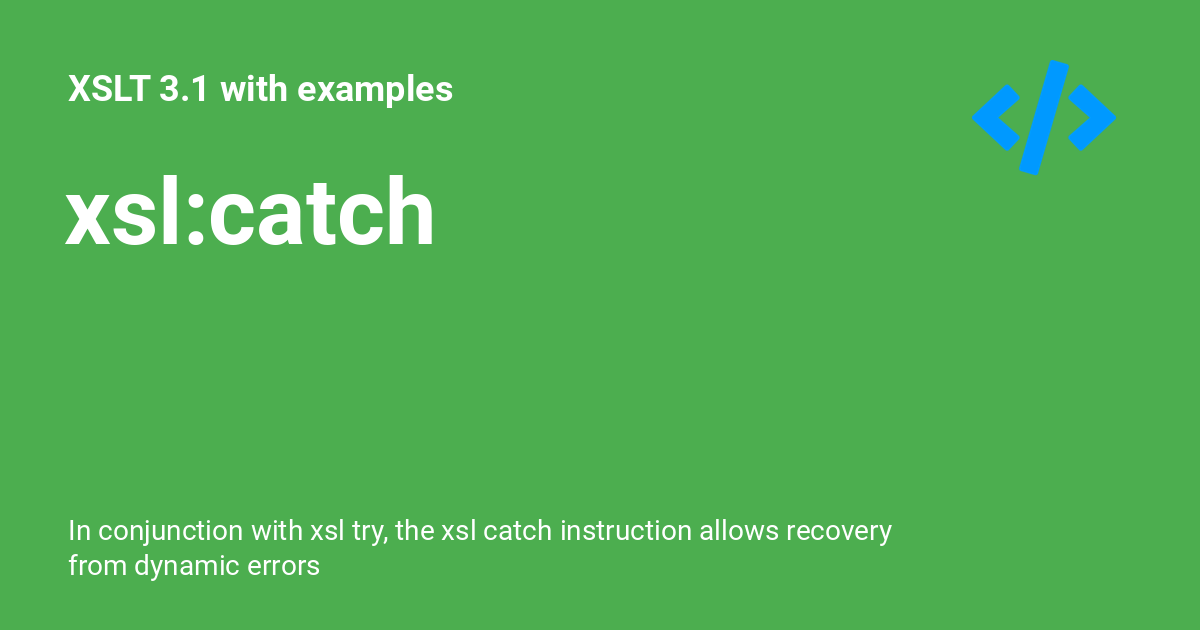 XSLT 3.1 with examples
xsl:catch
In conjunction with xsl try, the xsl catch instruction allows recovery
from dynamic errors